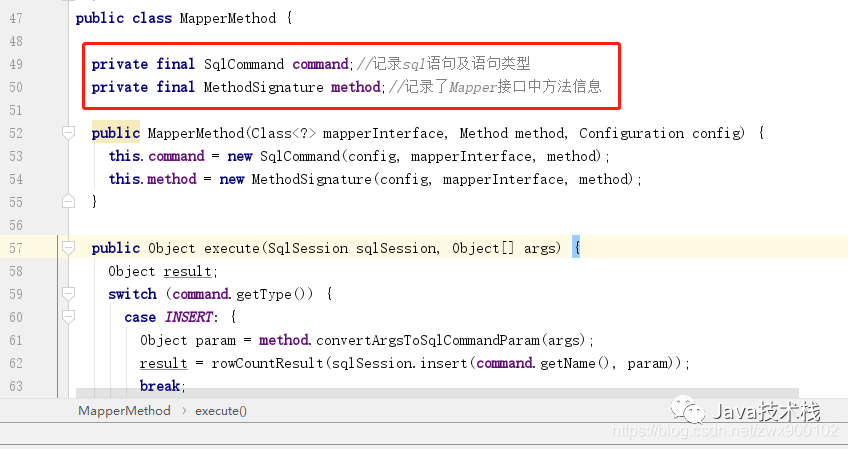 47 public class MapperMethod {
48
49 private final SqlCommand command;//记录sql语句及语句类型
50 private final MethodSignature method;//记录了Mapper接口中方法信息
51
52 public MapperMethod(Class<?> mapperInterface, Method method, Configuration config) {
53 this.command = new SqlCommand(config, mapperInterface, method);
54 this.method = new MethodSignature(config, mapperInterface, method);
55 }
56
57 public Object execute(SqlSession sqlSession, Object[] args) {
58 Object result;
59 switch (command.getType()) {
60 case INSERT: {
61 Object param = method.convertArgsToSqlCommandParam(args);
62 result = rowCountResult(sqlSession.insert(command.getName(), param));
63 break;
MapperMethod › execute()
Java技术栈
https://blog.csdn.net/zwx900102